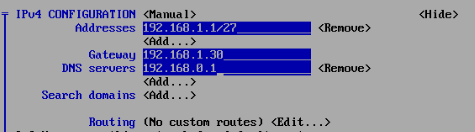 IPv4 CONFIGURATION <Manual> <Hide>
Addresses 192.168.1.1/27 <Remove>
<Add...>
Gateway 192.168.1.30
DNS servers 192.168.0.1 <Remove>
<Add...>
Search domains <Add...>
Routing (No custom routes) <Edit...>